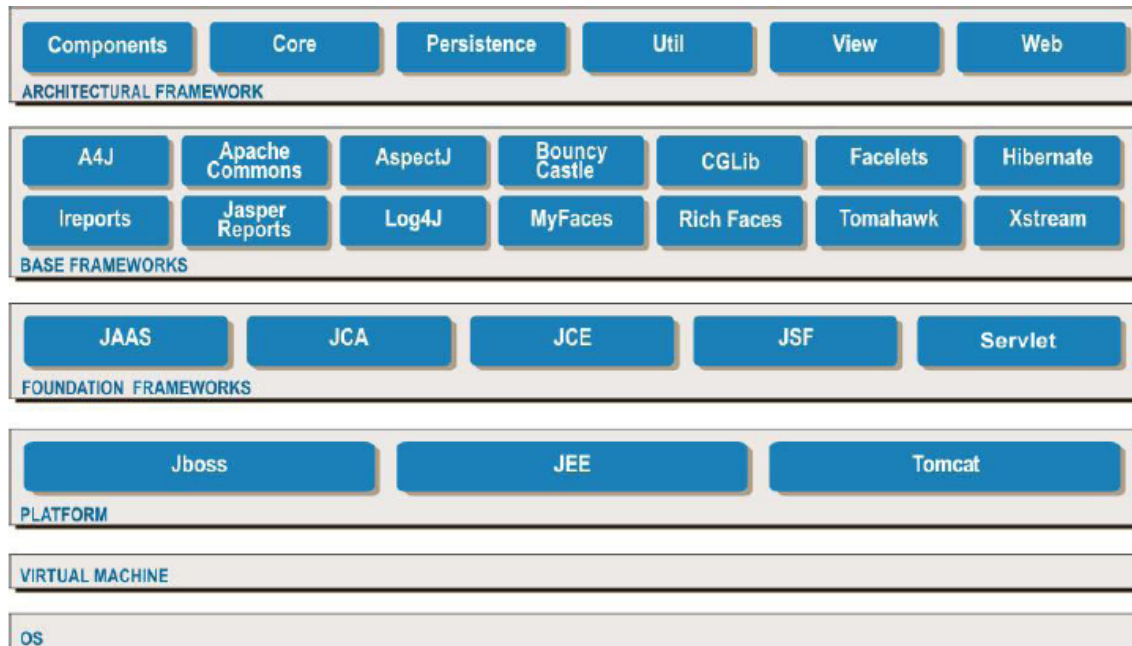 Components Core Persistence Util View Web
ARCHITECTURAL FRAMEWORK
A4J Apache Commons AspectJ Bouncy Castle CGLib Facelets Hibernate
Ireports Jasper Reports Log4J MyFaces Rich Faces Tomahawk Xstream
BASE FRAMEWORKS
JAAS JCA JCE JSF Servlet
FOUNDATION FRAMEWORKS
Jboss JEE Tomcat
PLATFORM
VIRTUAL MACHINE
OS